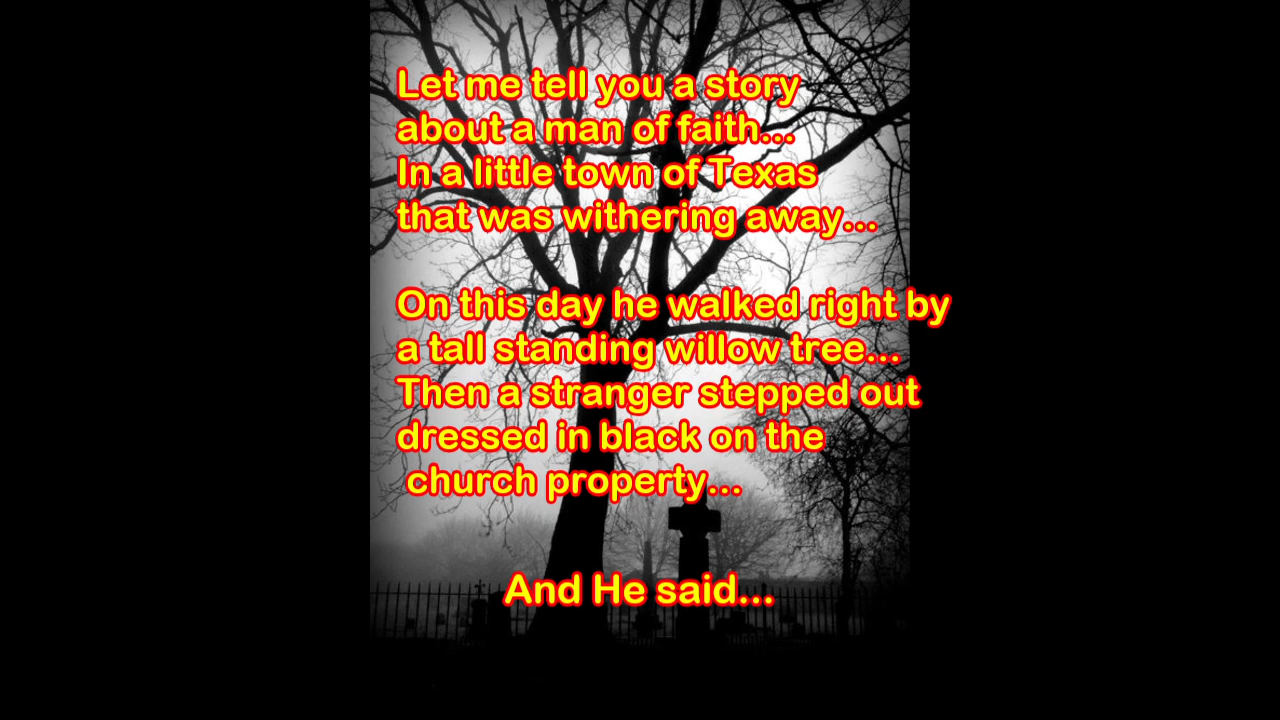 Let me tell you a story
about a man of faith...
In a little town of Texas
that was withering away...
On this day he walked right by
a tall standing willow tree...
Then a stranger stepped out
dressed in black on the
church property...
And He said...